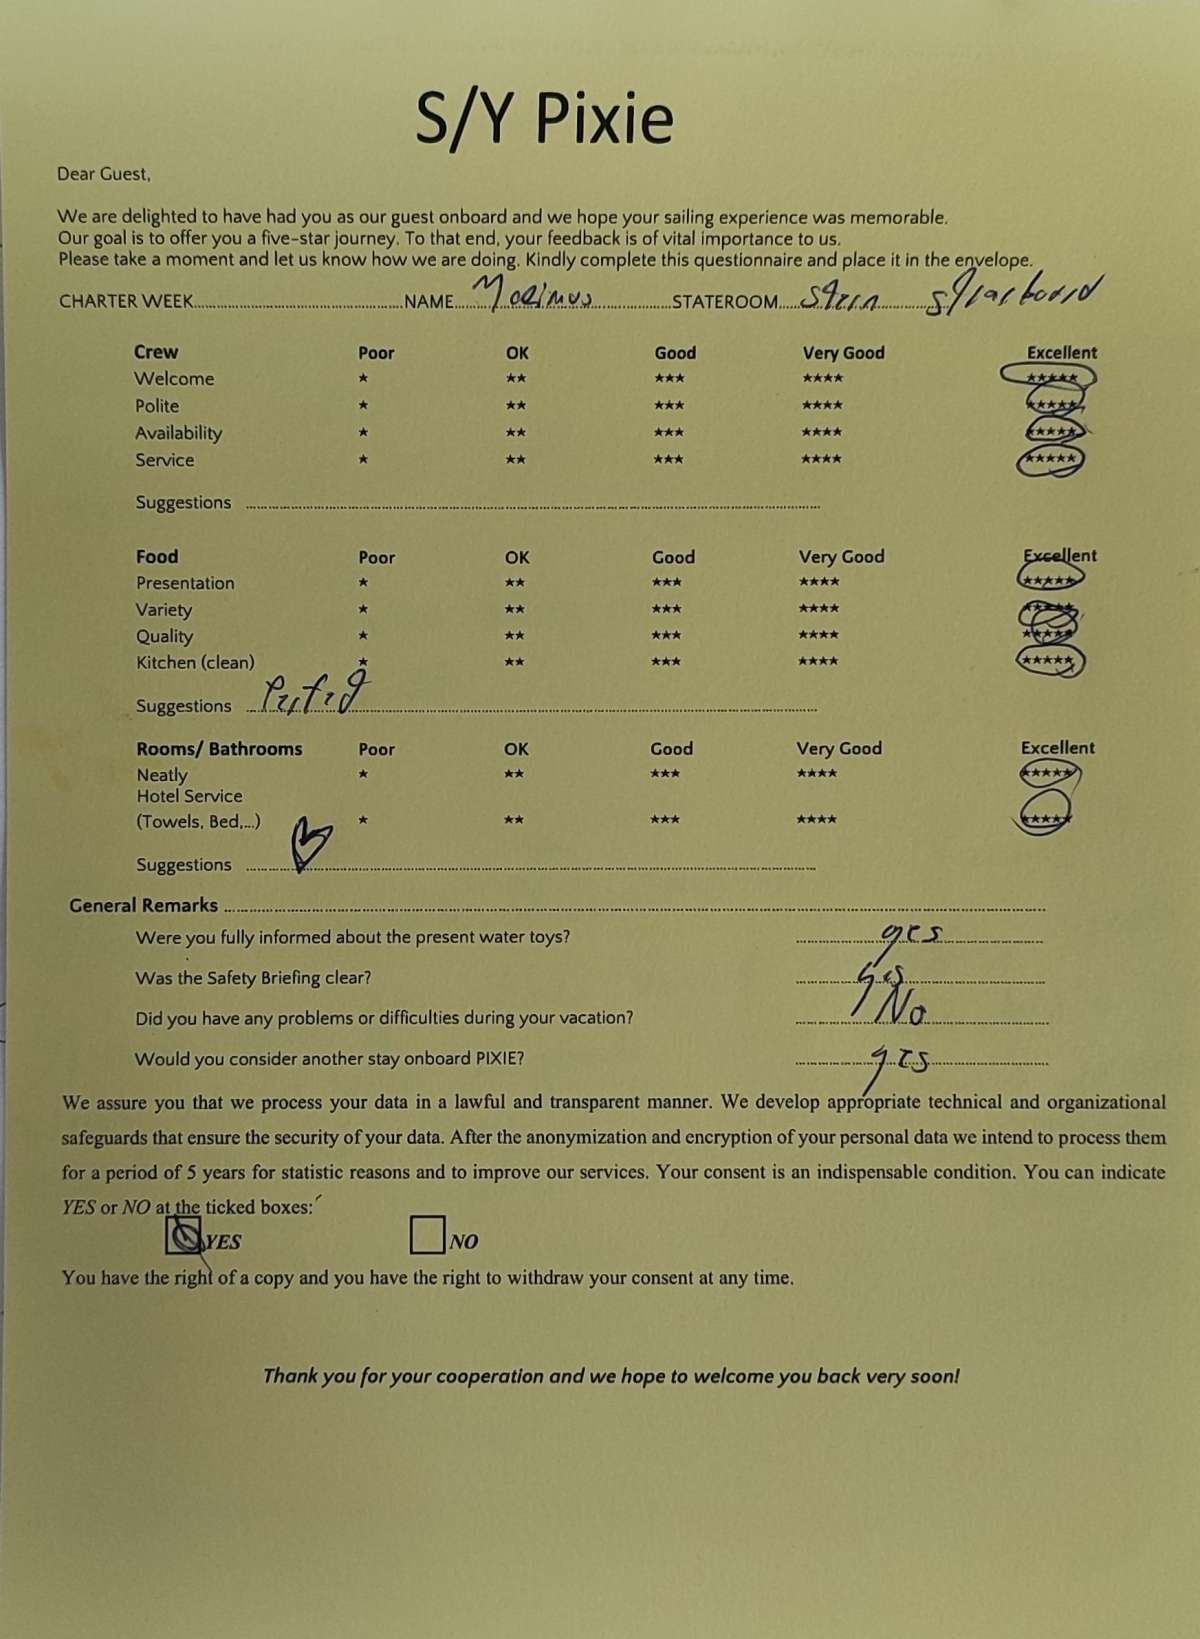 S/Y Pixie
Dear Guest,
We are delighted to have had you as our guest onboard and we hope your sailing experience was memorable.
Our goal is to offer you a five-star journey. To that end, your feedback is of vital importance to us.
Please take a moment and let us know how we are doing. Kindly complete this questionnaire and place it in the envelope.
CHARTER WEEK NAME STATEROOM Stern starboard
Crew Poor OK Good Very Good Excellent
Welcome ★ ★★ ★★★ ★★★★ ★★★★★
Polite ★ ★★ ★★★ ★★★★ ★★★★★
Availability ★ ★★ ★★★ ★★★★ ★★★★★
Service ★ ★★ ★★★ ★★★★ ★★★★★
Suggestions
Food Poor OK Good Very Good Excellent
Presentation ★ ★★ ★★★ ★★★★ ★★★★★
Variety ★ ★★ ★★★ ★★★★ ★★★★★
Quality ★ ★★ ★★★ ★★★★ ★★★★★
Kitchen (clean) ★ ★★ ★★★ ★★★★ ★★★★★
Suggestions
Rooms/ Bathrooms Poor OK Good Very Good Excellent
Neatly ★ ★★ ★★★ ★★★★ ★★★★★
Hotel Service
(Towels, Bed,...) ★ ★★ ★★★ ★★★★ ★★★★★
Suggestions
General Remarks
Were you fully informed about the present water toys? yes
Was the Safety Briefing clear? yes
Did you have any problems or difficulties during your vacation? No
Would you consider another stay onboard PIXIE? yes
We assure you that we process your data in a lawful and transparent manner. We develop appropriate technical and organizational
safeguards that ensure the security of your data. After the anonymization and encryption of your personal data we intend to process them
for a period of 5 years for statistic reasons and to improve our services. Your consent is an indispensable condition. You can indicate
YES or NO at the ticked boxes:
YES NO
You have the right of a copy and you have the right to withdraw your consent at any time.
Thank you for your cooperation and we hope to welcome you back very soon!